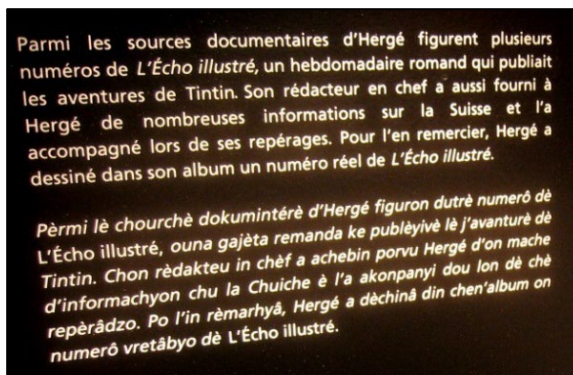 Parmi les sources documentaires d'Hergé figurent plusieurs
numéros de L'Écho illustré, un hebdomadaire romand qui publiait
les aventures de Tintin. Son rédacteur en chef a aussi fourni à
Hergé de nombreuses informations sur la Suisse et l'a
accompagné lors de ses repérages. Pour l'en remercier, Hergé a
dessiné dans son album un numéro réel de L'Écho illustré.
Pèrmi lè chourchè dokumintérè d'Hergé figuron dutrè numerô dè
L'Écho illustré, ouna gajèta remanda ke publèyivè lè j'avanturè dè
Tintin. Chon rèdakteu in chèf a achebin porvu Hergé d'on mache
d'informachyon chu la Chuiche è l'a akonpanyi dou lon dè chè
repèrâdzo. Po l'in rèmarhyâ, Hergé a dèchinâ din chen'album on
numerô vretâbyo dè L'Écho illustré.